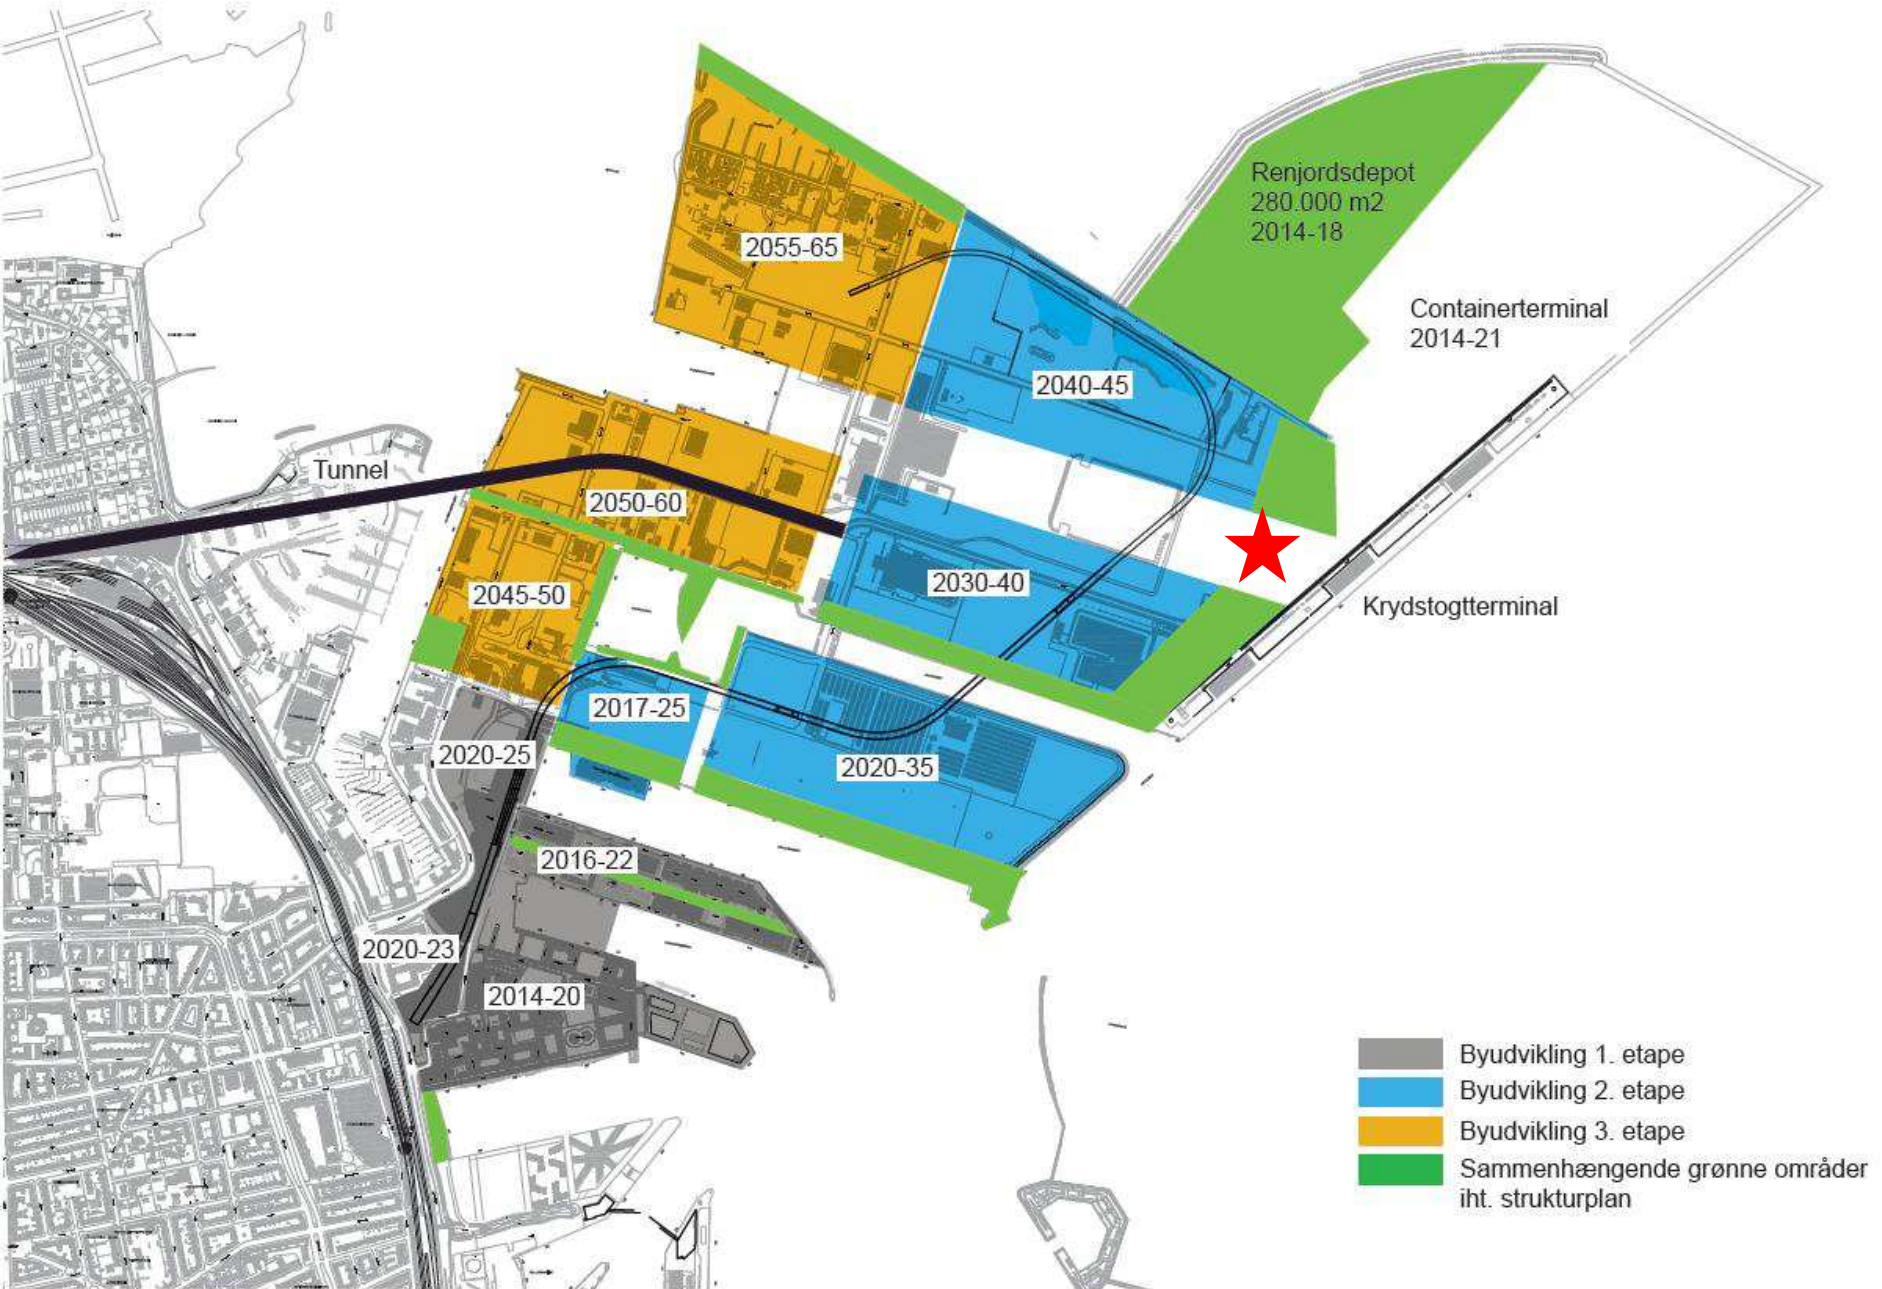 Renjordsdepot
280.000 m2
2014-18
2055-65
Containerterminal
2014-21
2040-45
Tunnel
2050-60
2030-40
2045-50
Krydstogtterminal
2017-25
2020-25
2020-35
2016-22
2020-23
2014-20
Byudvikling 1. etape
Byudvikling 2. etape
Byudvikling 3. etape
Sammenhængende grønne områder
iht. strukturplan